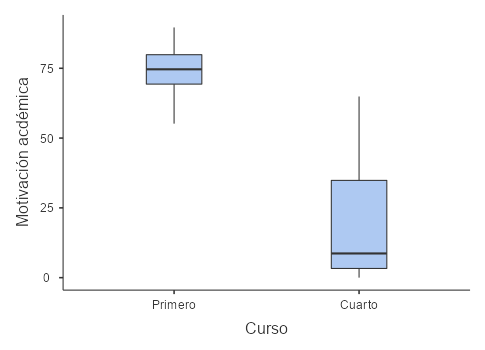 Motivación acdémica
75
50
25
0
Primero
Cuarto
Curso